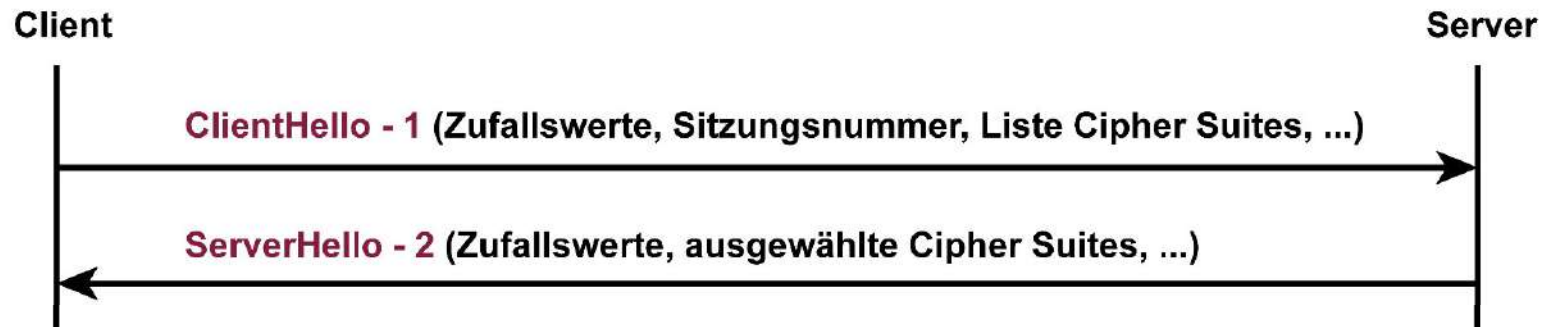 Client
Server
ClientHello - 1 (Zufallswerte, Sitzungsnummer, Liste Cipher Suites, ...)
ServerHello - 2 (Zufallswerte, ausgewählte Cipher Suites, ...)